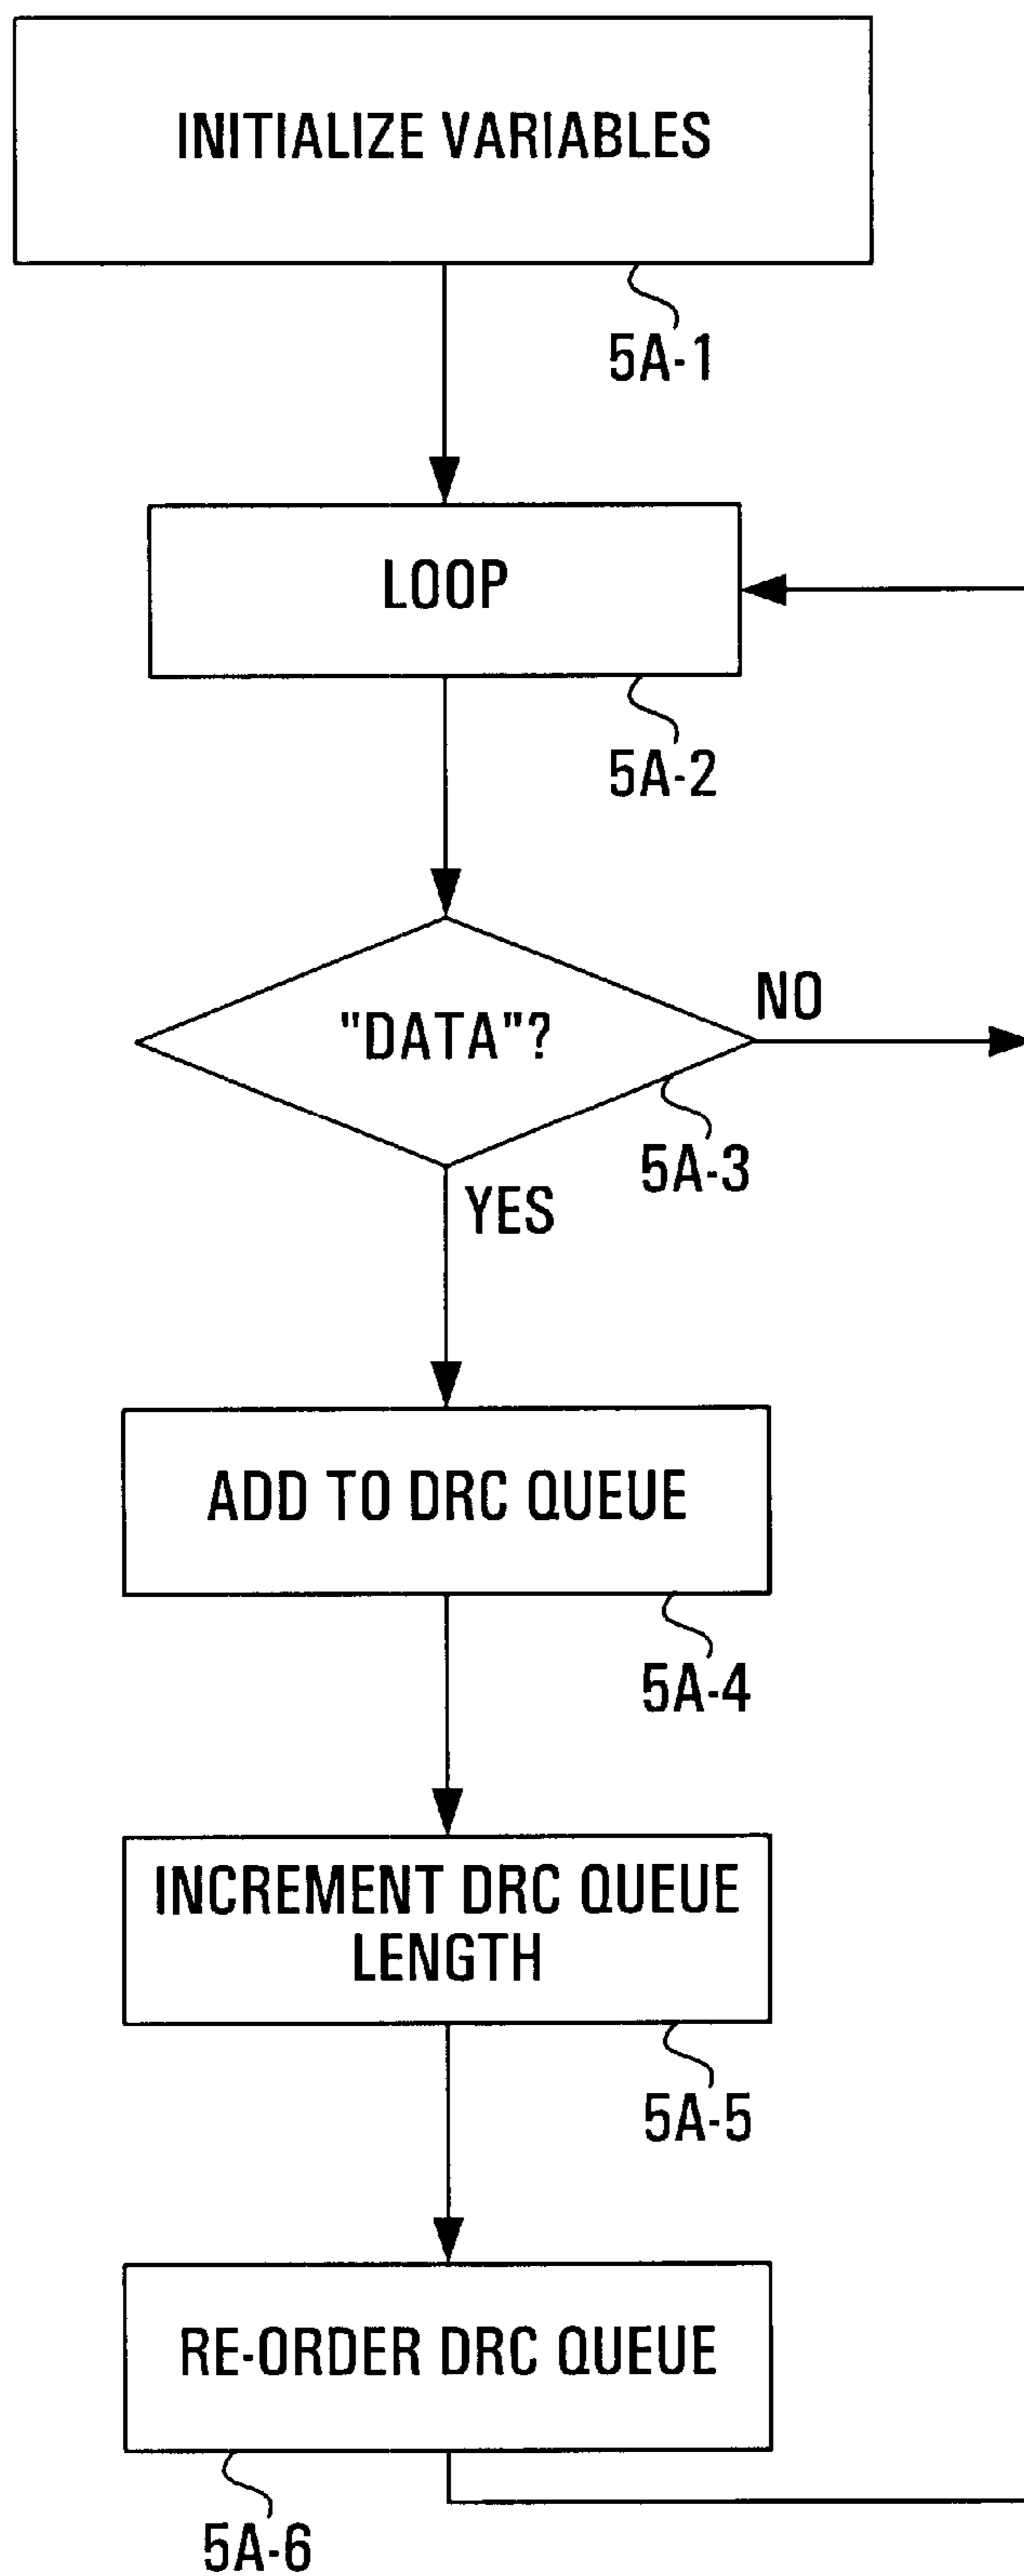 INITIALIZE VARIABLES
5A-1
LOOP
5A-2
"DATA"?
NO
5A-3
YES
ADD TO DRC QUEUE
5A-4
INCREMENT DRC QUEUE
LENGTH
5A-5
RE-ORDER DRC QUEUE
5A-6